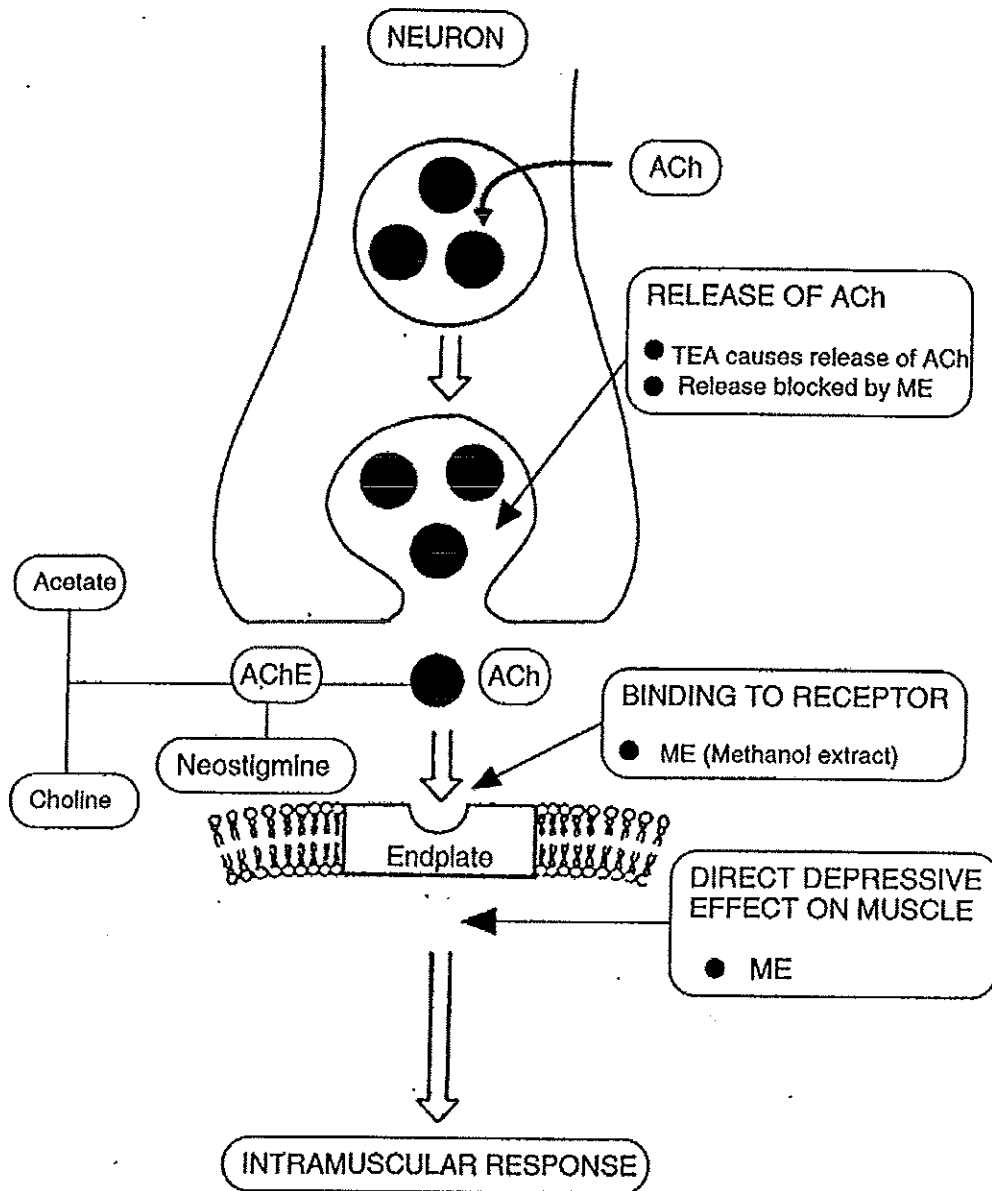 NEURON
ACh
RELEASE OF ACh
TEA causes release of ACh
Release blocked by ME
Acetate
AChE
ACh
Neostigmine
Choline
BINDING TO RECEPTOR
ME (Methanol extract)
Endplate
DIRECT DEPRESSIVE
EFFECT ON MUSCLE
ME
INTRAMUSCULAR RESPONSE